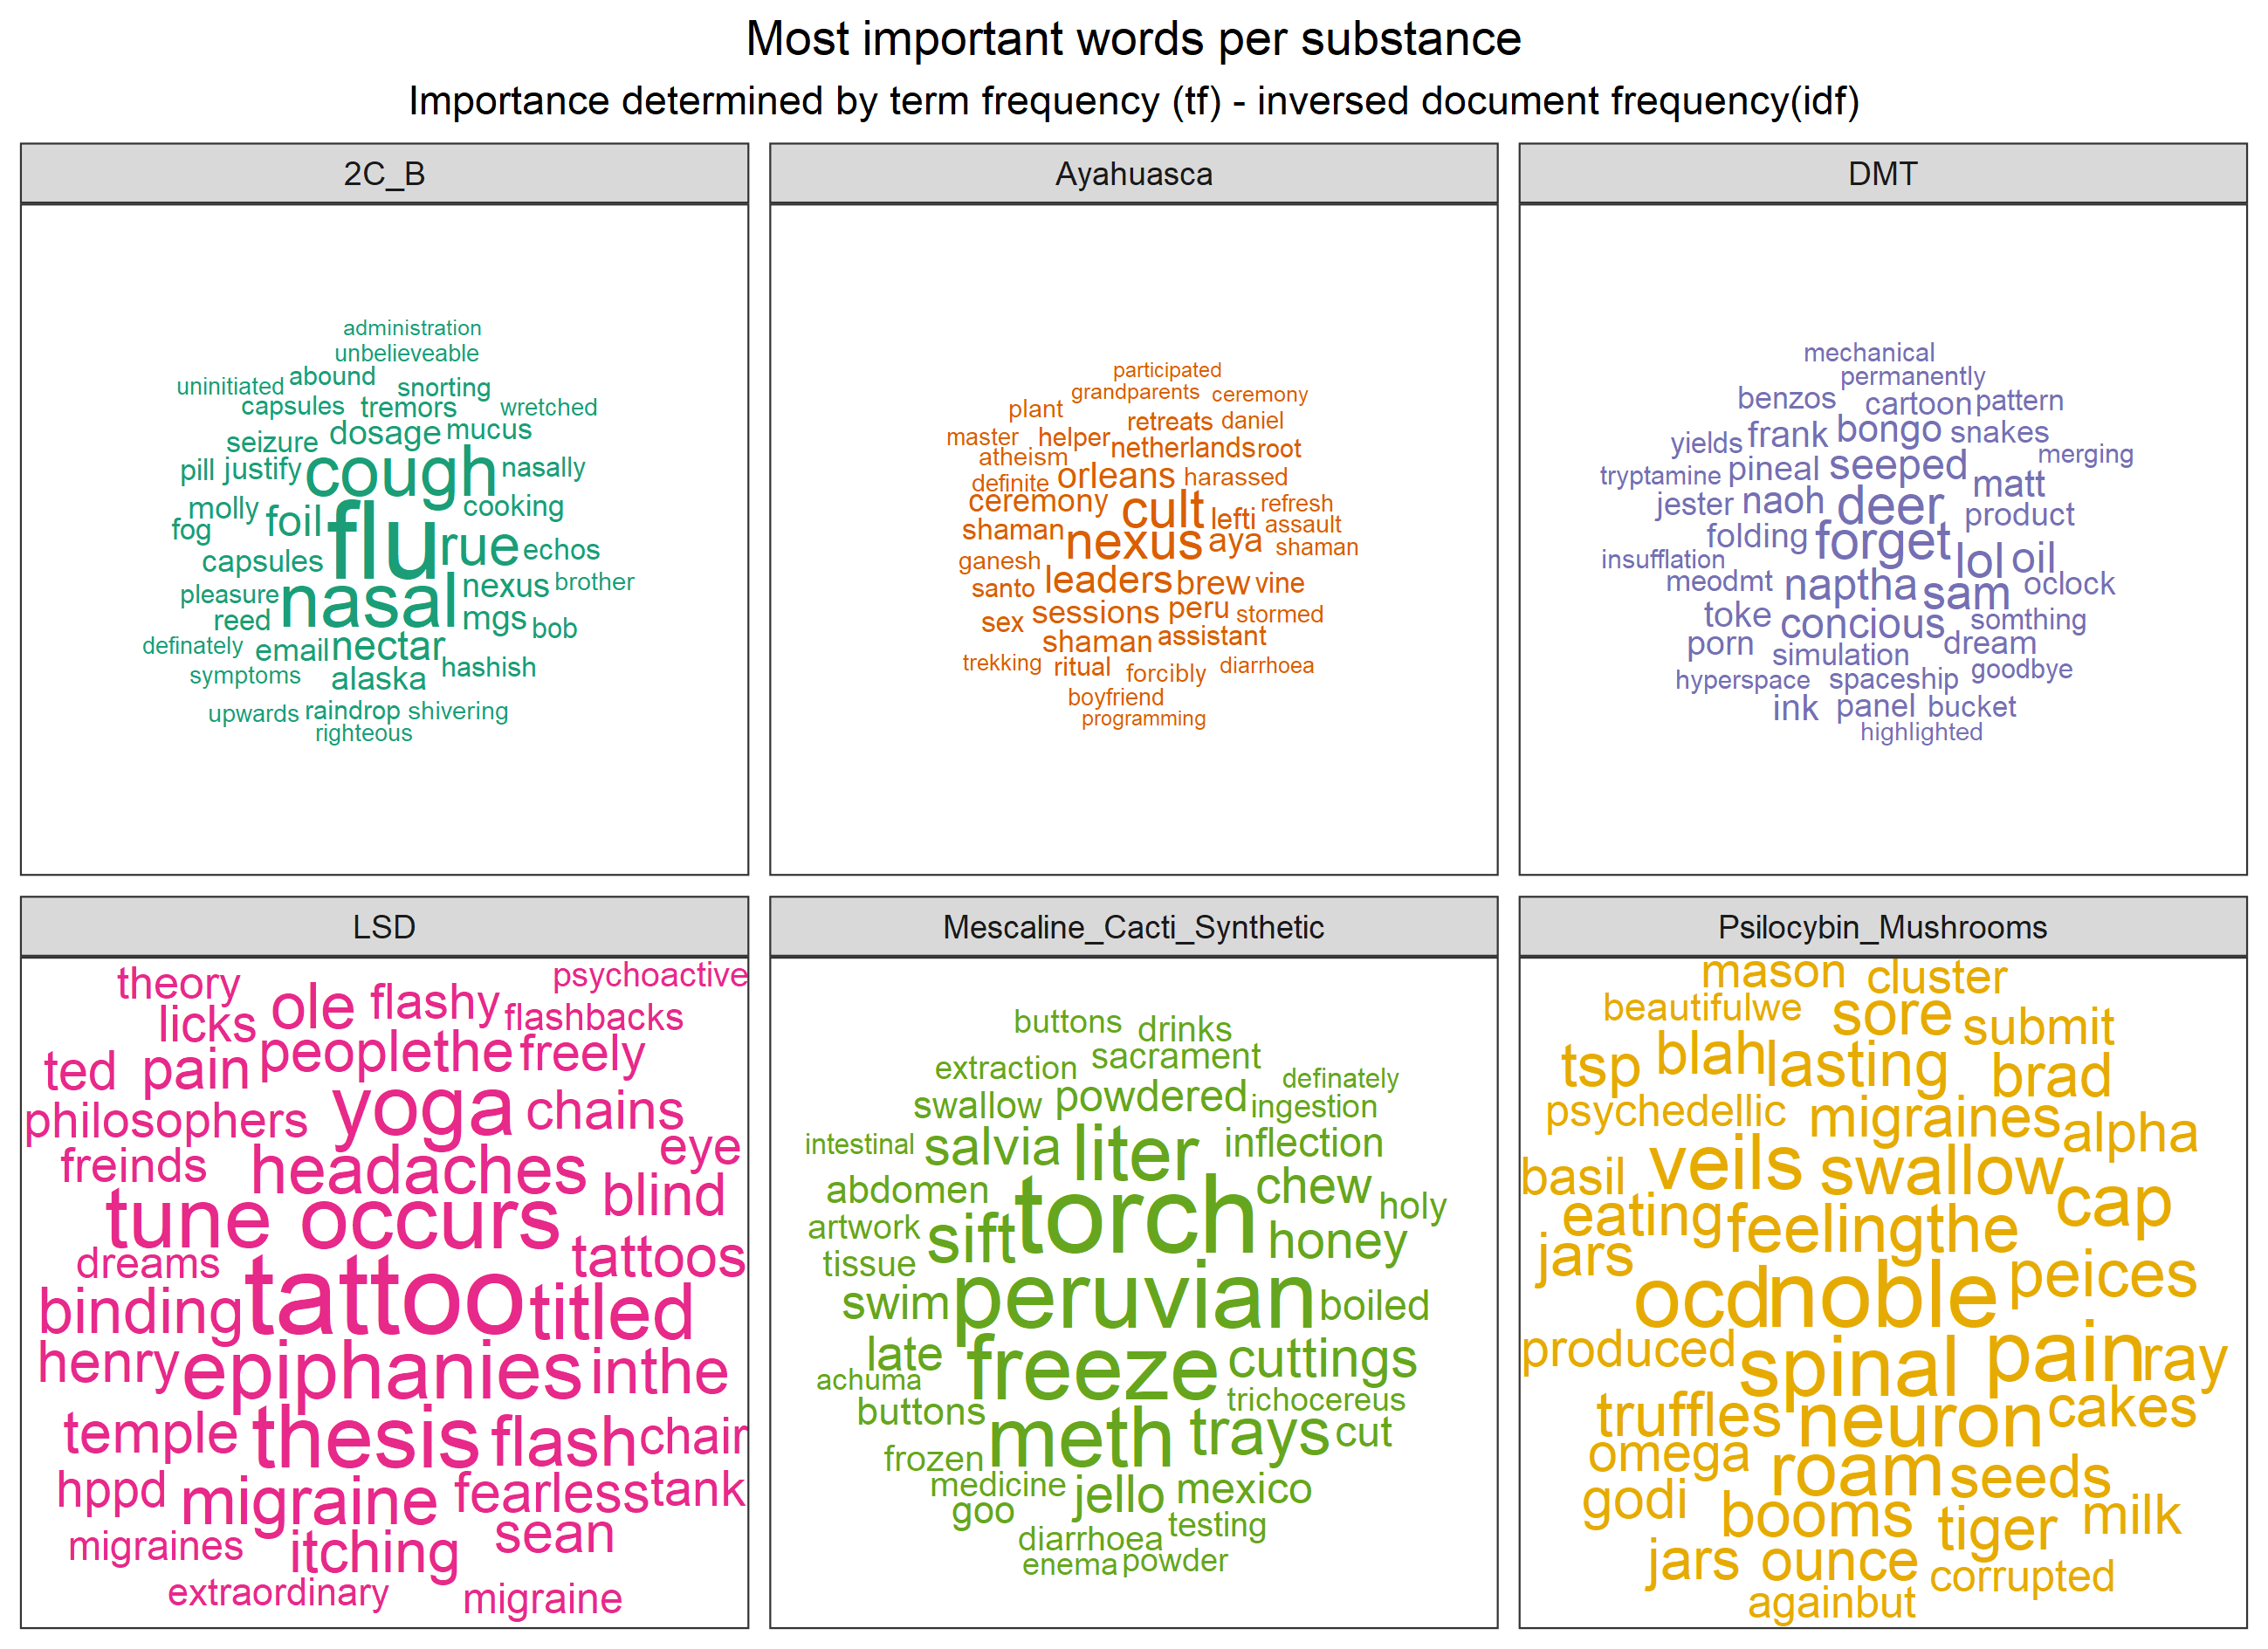 Most important words per substance
Importance determined by term frequency (tf) - inversed document frequency(idf)
2C_B
administration
unbelieveable
uninitiated abound snorting
capsules tremors wretched
seizure dosage mucus
pill justify cough nasally
molly foil flu cooking
fog rue echos
capsules nexus brother
pleasure nasal mgs bob
reed
definately email nectar hashish
symptoms alaska
upwards raindrop shivering
righteous
Ayahuasca
participated
grandparents ceremony
plant retreats daniel
master helper netherlands root
atheism
definite orleans harassed
ceremony cult lefti refresh
shaman nexus aya assault
ganesh shaman
santo leaders brew vine
sex sessions peru stormed
shaman assistant
trekking ritual forcibly diarrhoea
boyfriend
programming
DMT
mechanical
permanently
benzos cartoon pattern
yields frank bongo snakes
tryptamine pineal seeped merging
jester naoh deer matt
folding forget product
insufflation lol oil
meodmt naptha sam oclock
toke concious somthing
porn simulation dream
hyperspace spaceship goodbye
ink panel bucket
highlighted
LSD
theory ole flashy psychoactive
licks flashbacks
ted pain peoplethe freely
philosophers yoga chains
freinds headaches eye
tune occurs blind
dreams tattoo tattoos
binding titled
henry epiphanies inthe
temple thesis flash chair
hppd migraine fearless tank
migraines itching sean
extraordinary migraine
Mescaline_Cacti_Synthetic
buttons drinks
extraction sacrament
swallow powdered definately
ingestion
intestinal salvia liter inflection
abdomen torch chew holy
artwork sift honey
tissue
swim peruvian boiled
late freeze cuttings
achuma
buttons meth trichocereus
trays cut
frozen
medicine jello mexico
goo
diarrhoea testing
enema powder
Psilocybin_Mushrooms
mason cluster
beautifulwe sore submit
tsp blah lasting brad
psychedellic migraines alpha
basil veils swallow cap
eating feelingthe
jars ocd noble peices
produced spinal pain ray
truffles neuron cakes
omega roam seeds
godi booms tiger milk
jars ounce corrupted
againbut